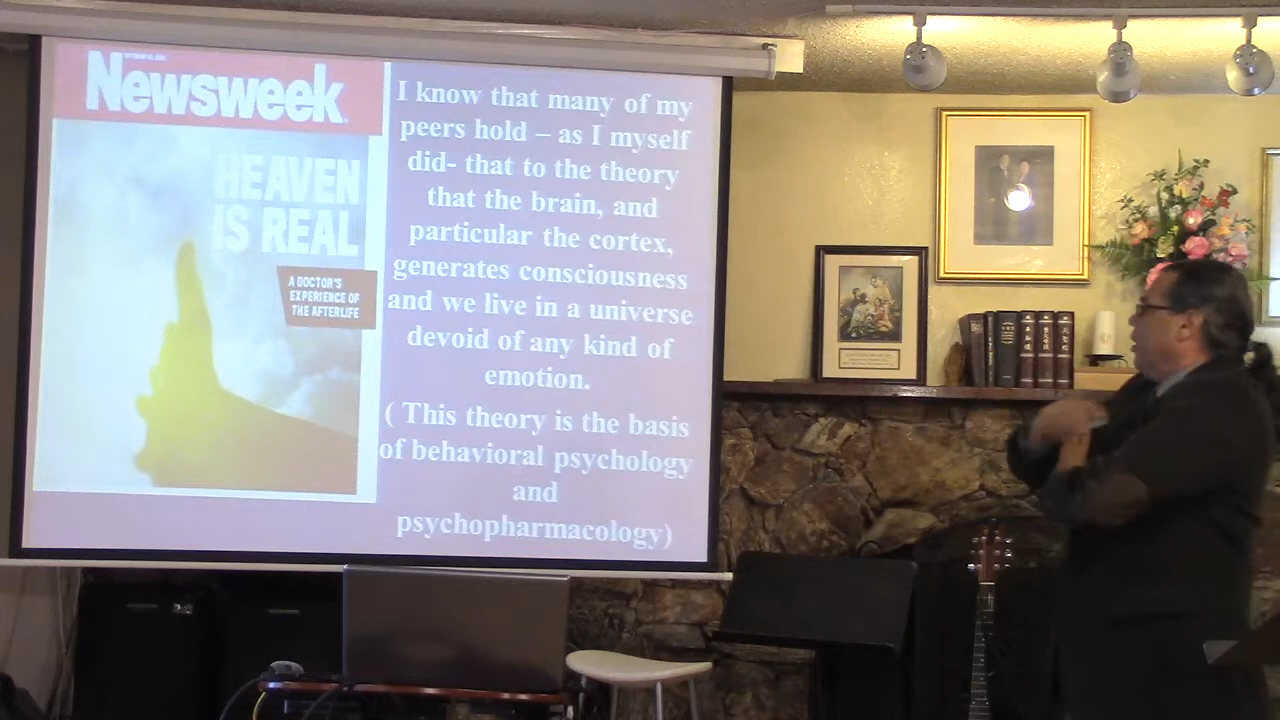 Newsweek
HEAVEN
IS REAL
A DOCTOR'S
EXPERIENCE OF
THE AFTERLIFE
I know that many of my
peers hold – as I myself
did- that to the theory
that the brain, and
particular the cortex,
generates consciousness
and we live in a universe
devoid of any kind of
emotion.
( This theory is the basis
of behavioral psychology
and
psychopharmacology)